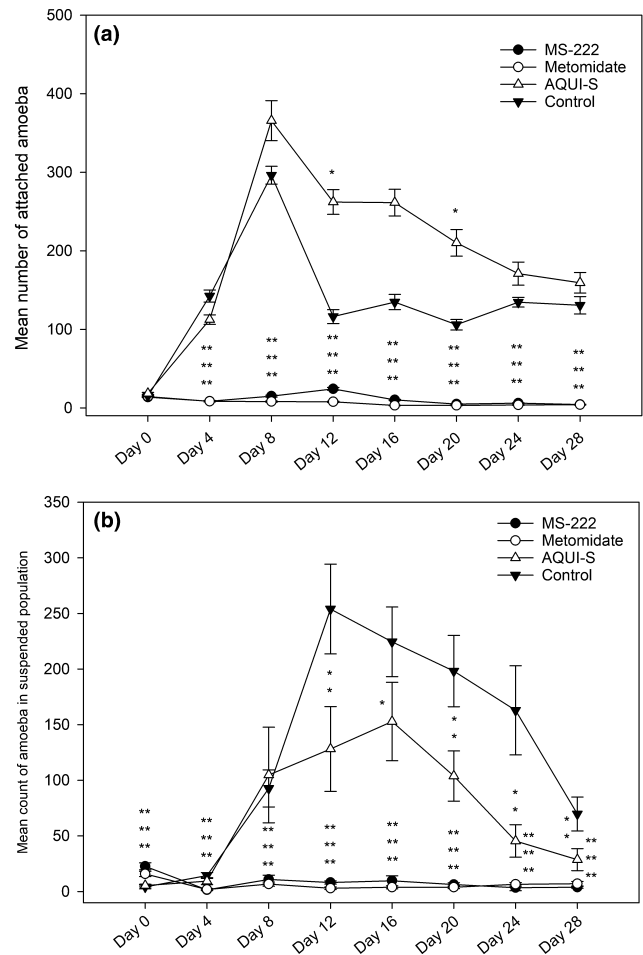 (a)
MS-222
Metomidate
AQUI-S
Control
500
400
300
200
100
0
Mean number of attached amoeba
* *
** ** ** ** ** ** **
** ** ** ** ** ** **
** ** ** ** ** ** **
Day 0 Day 4 Day 8 Day 12 Day 16 Day 20 Day 24 Day 28
(b)
MS-222
Metomidate
AQUI-S
Control
350
300
250
200
150
100
50
0
Mean count of amoeba in suspended population
* * * * *
* * * *
** ** ** ** ** ** ** **
** ** ** ** ** ** ** **
** ** ** ** ** ** ** **
Day 0 Day 4 Day 8 Day 12 Day 16 Day 20 Day 24 Day 28